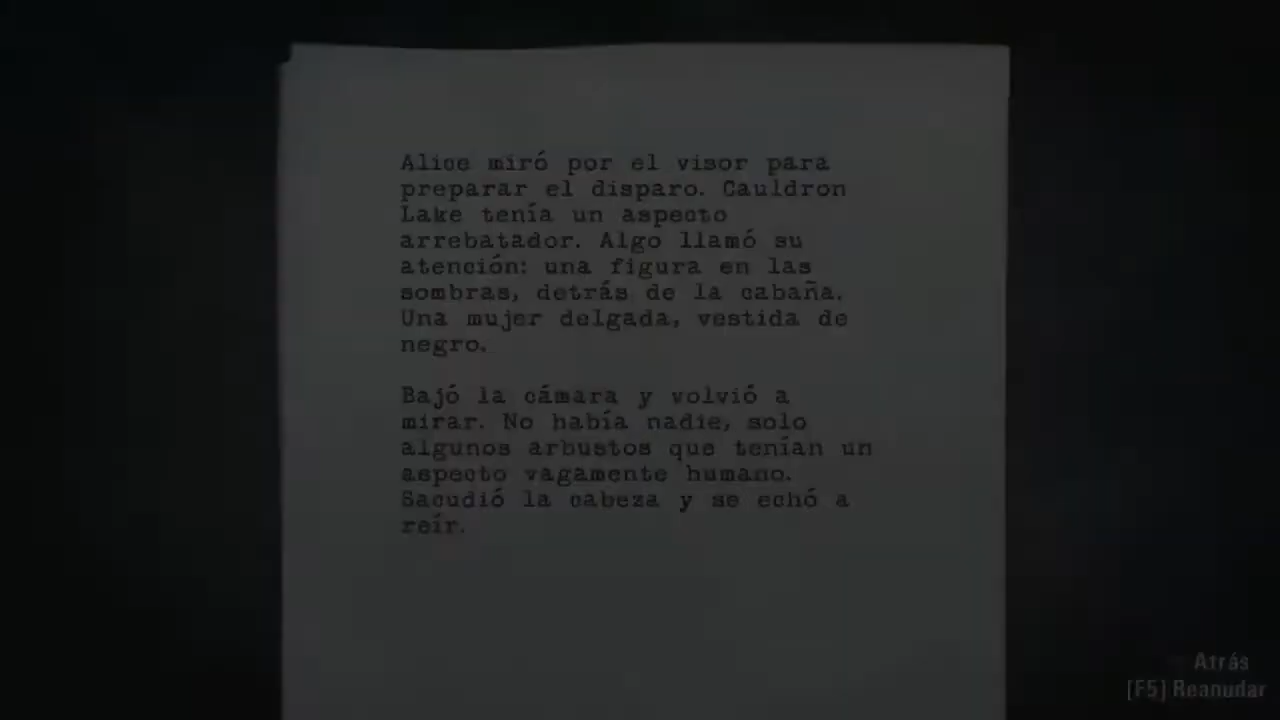 Alice miró por el visor para
preparar el disparo. Cauldron
Lake tenía un aspecto
arrebatador. Algo llamó su
atención: una figura en las
sombras, detrás de la cabaña.
Una mujer delgada, vestida de
negro.
Bajó la cámara y volvió a
mirar. No había nadie, solo
algunos arbustos que tenían un
aspecto vagamente humano.
Sacudió la cabeza y se echó a
reír.
Atrás
[F5] Reanudar